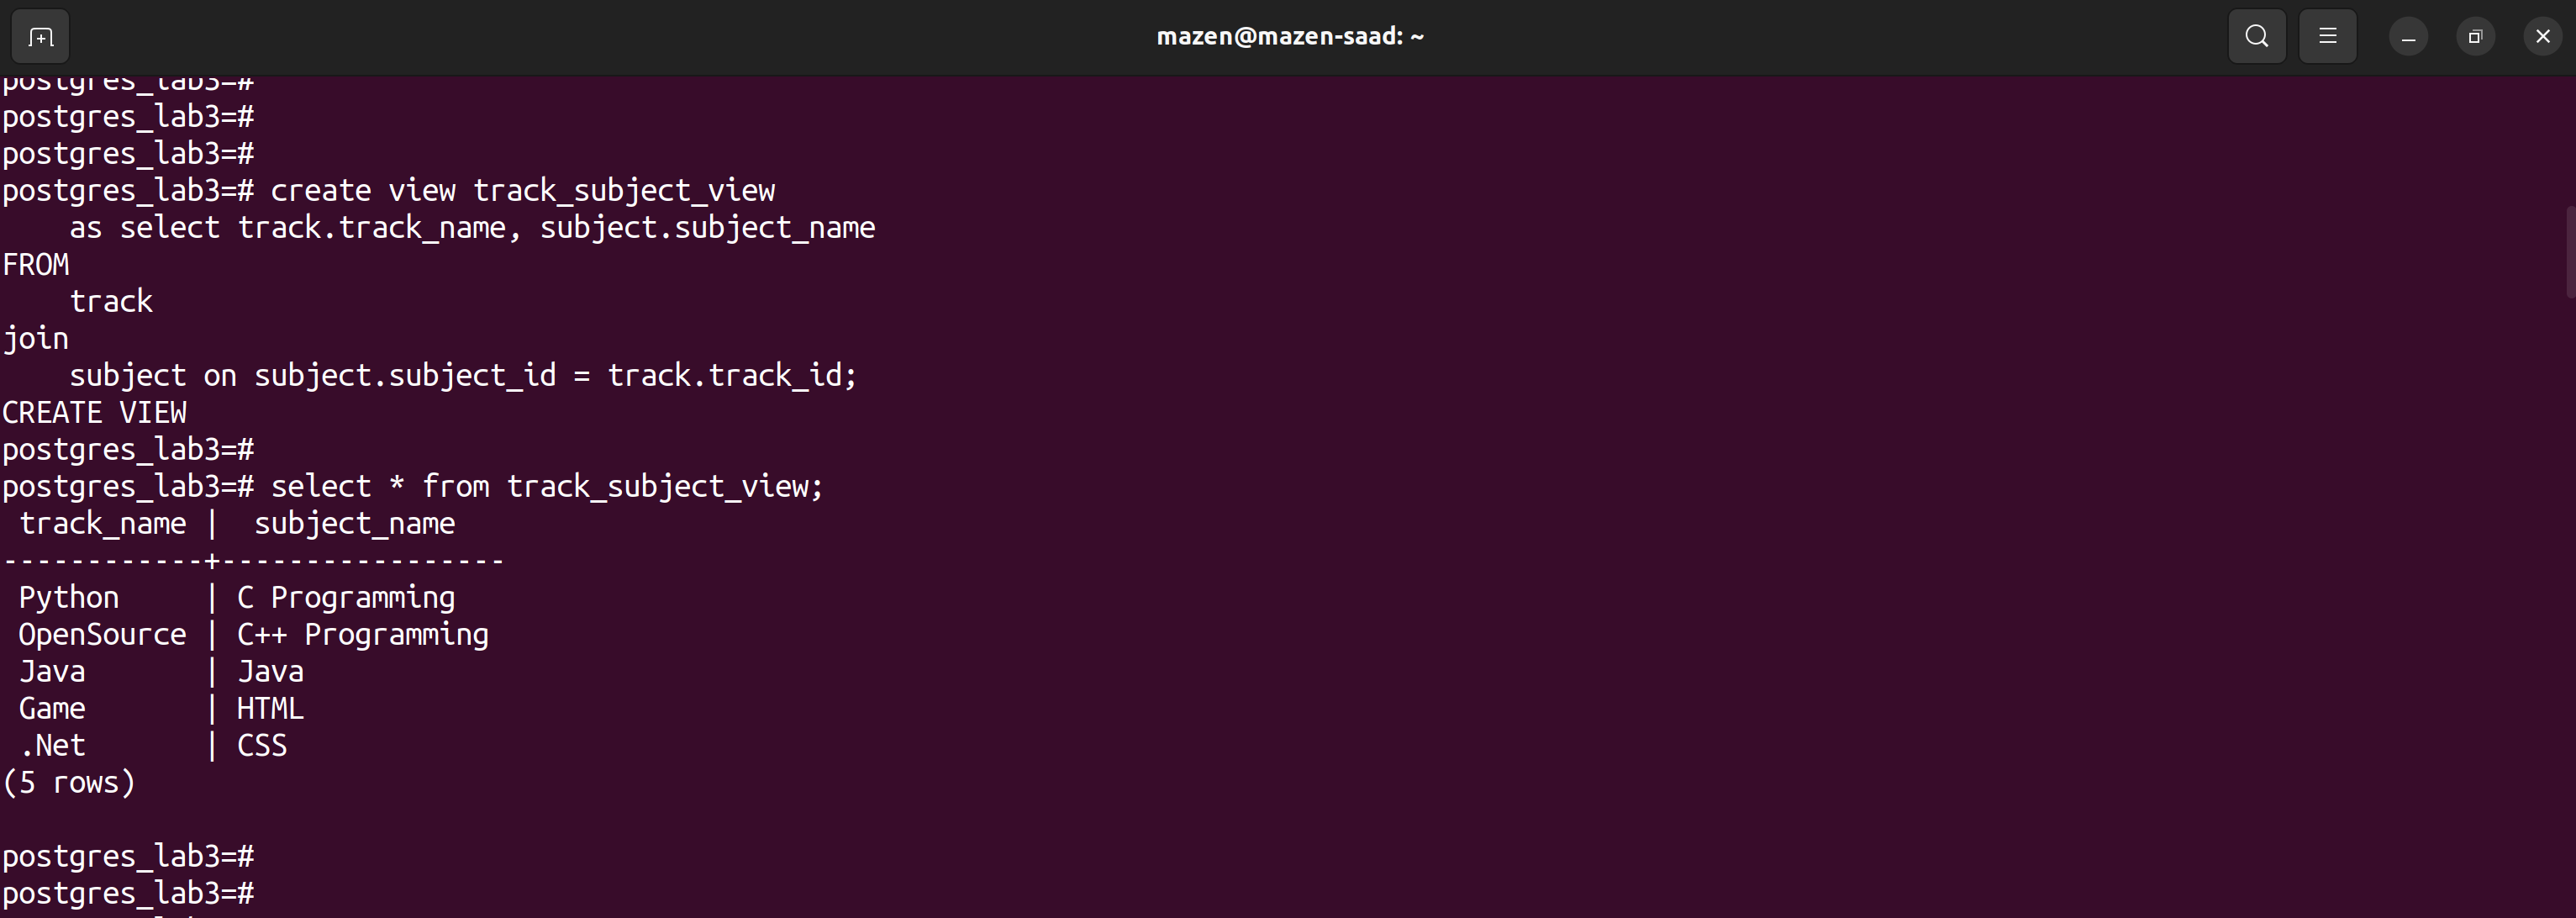 mazen@mazen-saad: ~
postgres_lab3=#
postgres_lab3=#
postgres_lab3=#
postgres_lab3=# create view track_subject_view
    as select track.track_name, subject.subject_name
FROM
    track
join
    subject on subject.subject_id = track.track_id;
CREATE VIEW
postgres_lab3=#
postgres_lab3=# select * from track_subject_view;
 track_name |  subject_name
------------+-----------------
 Python     | C Programming
 OpenSource | C++ Programming
 Java       | Java
 Game       | HTML
 .Net       | CSS
(5 rows)
postgres_lab3=#
postgres_lab3=#